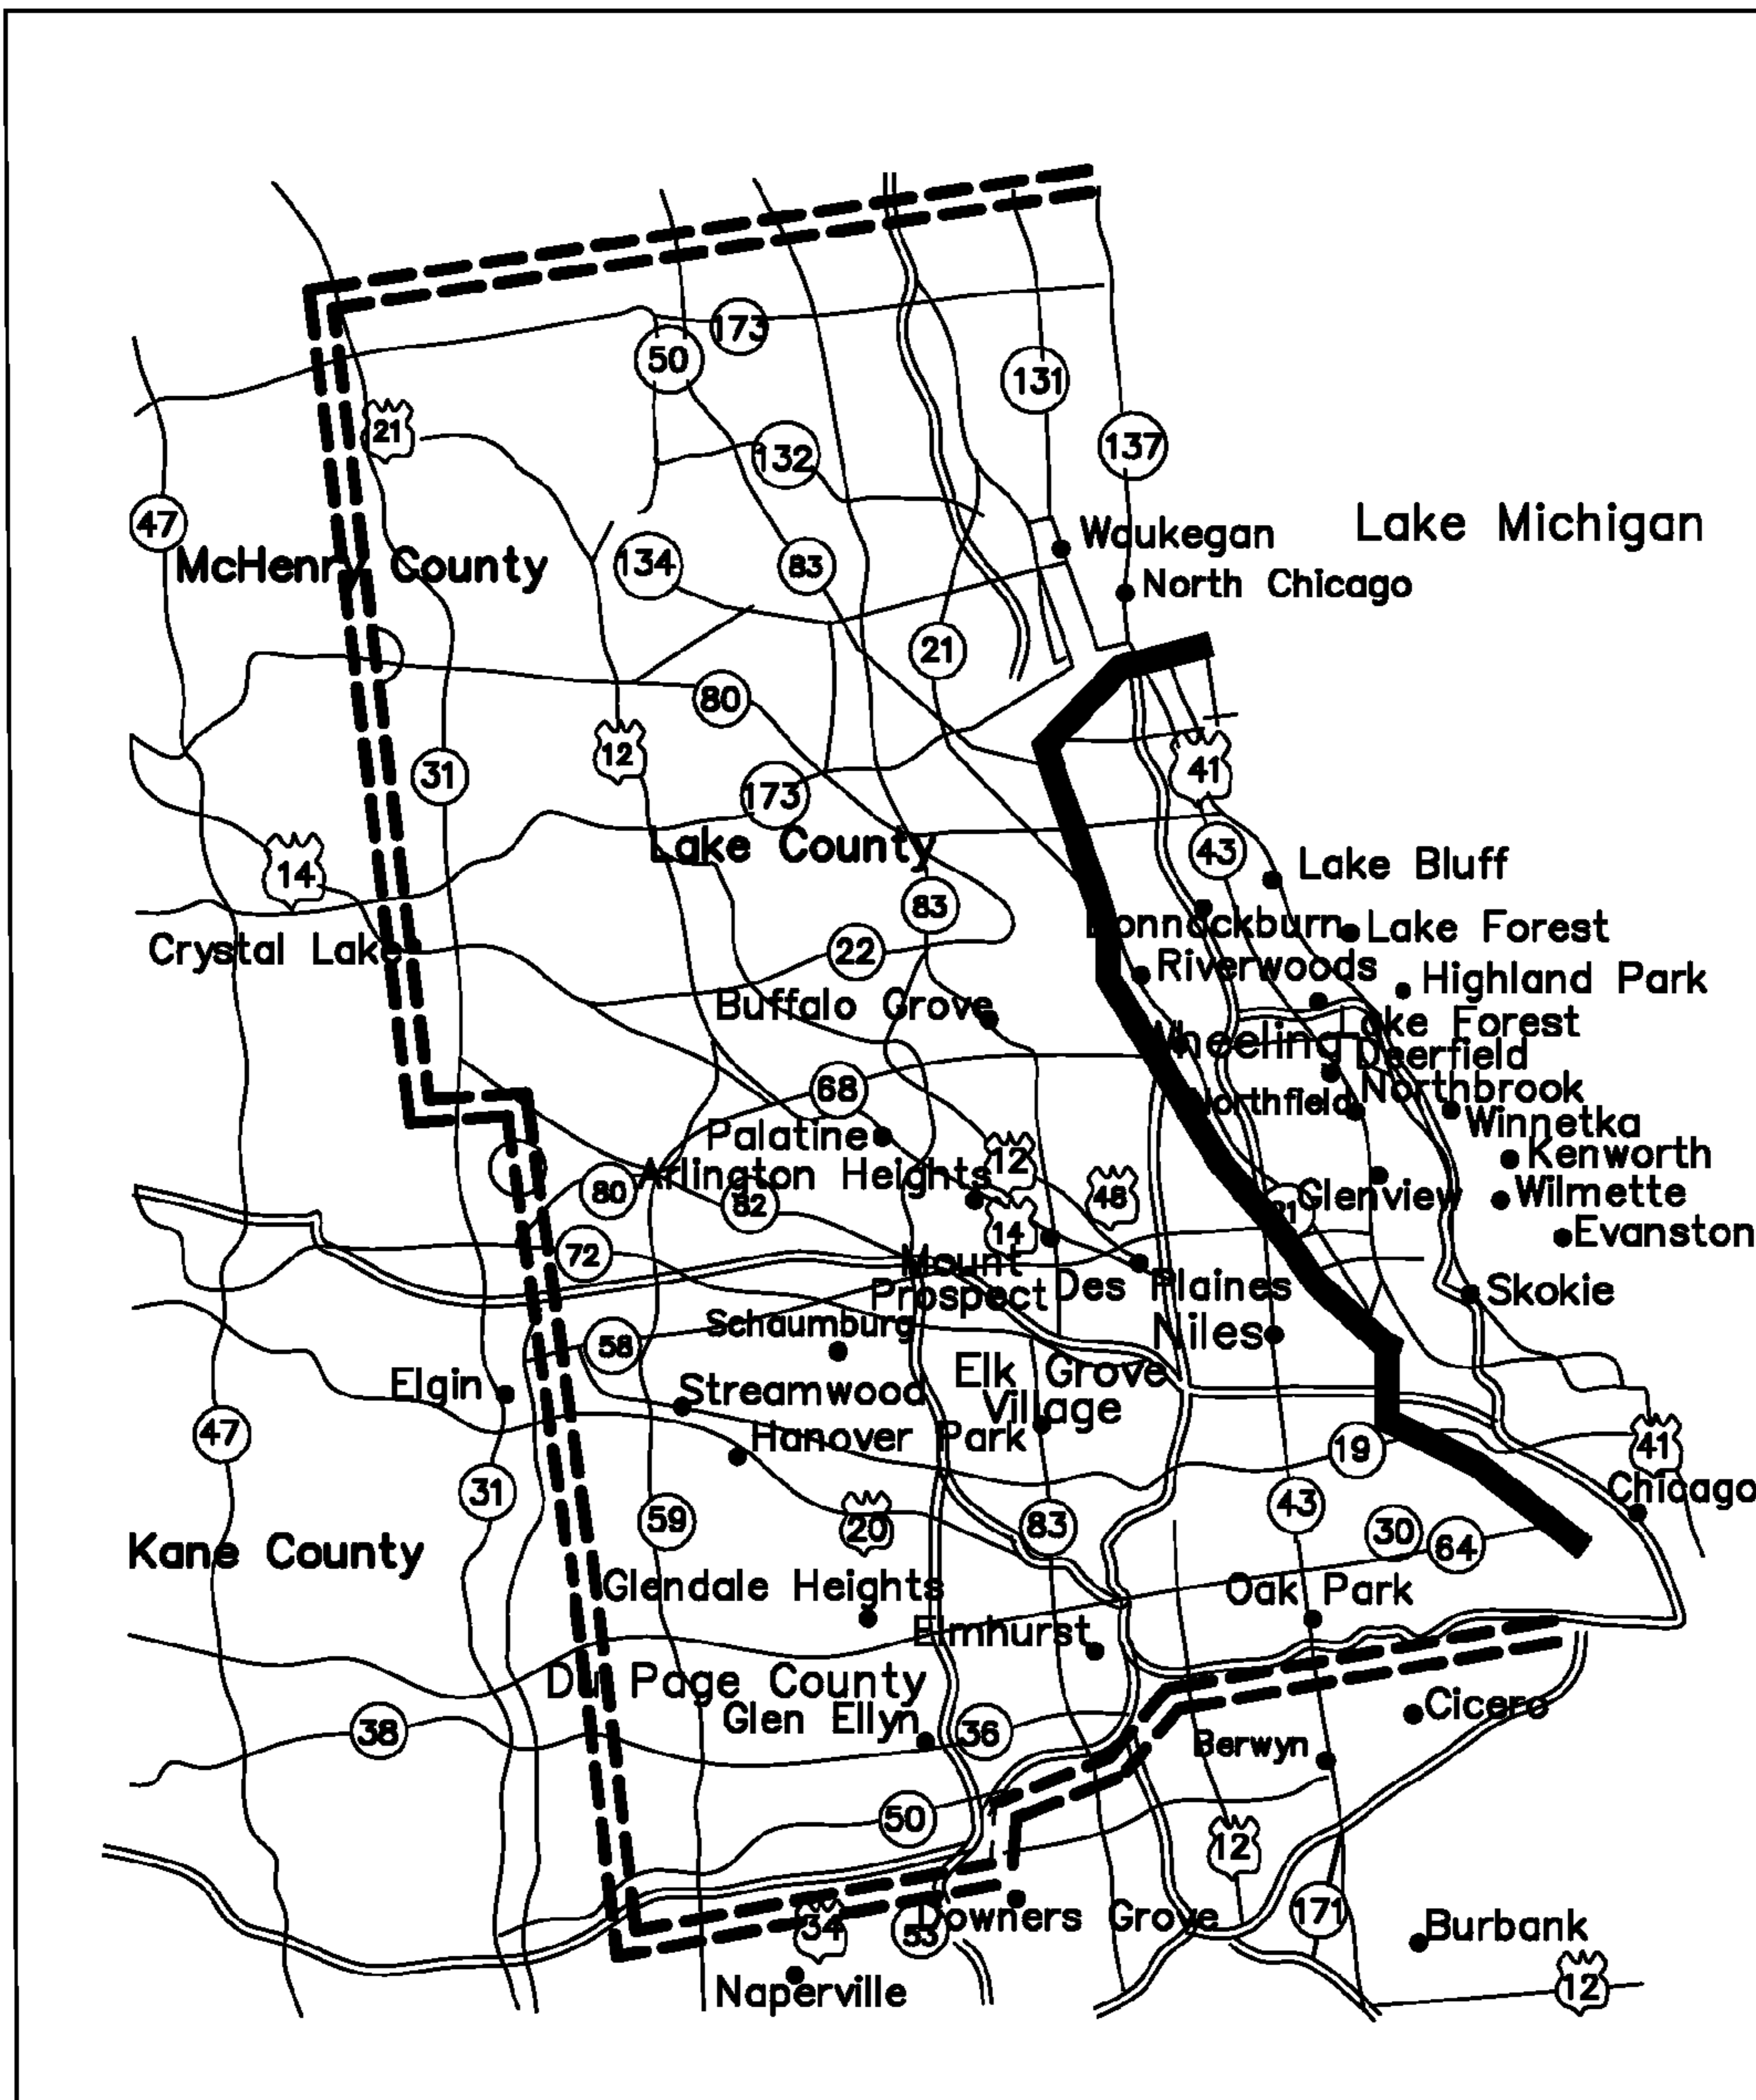 173
50
131
21
137
132
47
Waukegan
Lake Michigan
McHenry County
134
83
North Chicago
21
80
12
31
41
173
Lake County
43
14
Lake Bluff
83
Bonnockburn
Lake Forest
Crystal Lake
22
Riverwoods
Highland Park
Buffalo Grove
Lake Forest
Wheeling
Deerfield
68
Northbrook
Northfield
Winnetka
Palatine
Kenworth
12
Arlington Heights
80
82
48
Glenview
Wilmette
21
14
Evanston
72
Mount
Prospect
Des Plaines
Skokie
Schaumburg
Niles
58
Elk Grove
Village
Elgin
Streamwood
Hanover Park
47
19
41
31
Chicago
59
20
83
43
30
64
Kane County
Glendale Heights
Oak Park
Elmhurst
Du Page County
Cicero
Glen Ellyn
38
36
Berwyn
50
12
34
53
Downers Grove
171
Burbank
Naperville
12